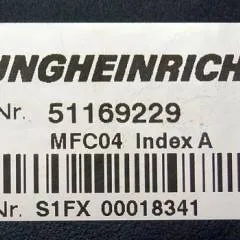 UNGHEINRICH
Nr. 51169229
MFC04 Index A
Nr. S1FX 00018341